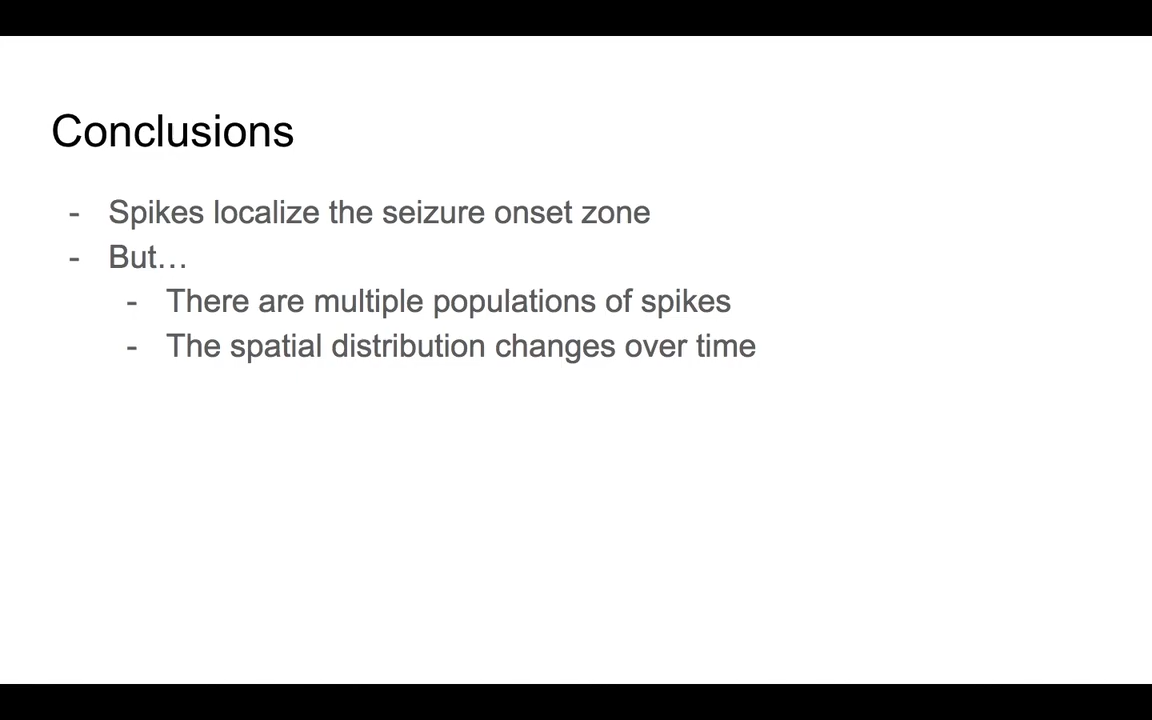 Conclusions
- Spikes localize the seizure onset zone
- But…
- There are multiple populations of spikes
- The spatial distribution changes over time